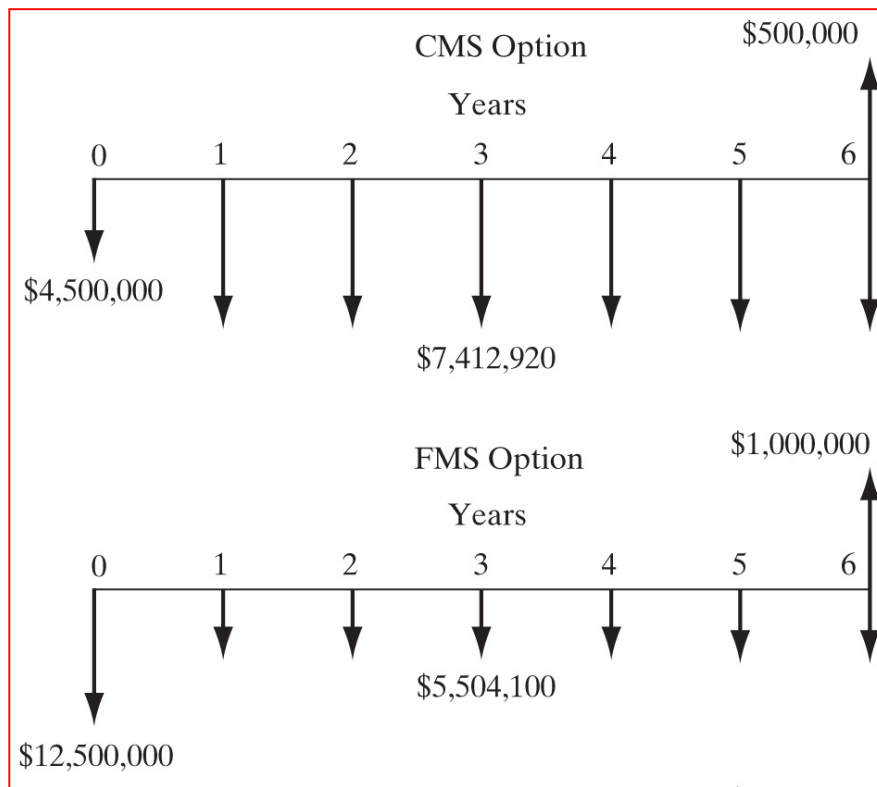 CMS Option
$500,000
Years
0 1 2 3 4 5 6
$4,500,000
$7,412,920
FMS Option
$1,000,000
Years
0 1 2 3 4 5 6
$5,504,100
$12,500,000